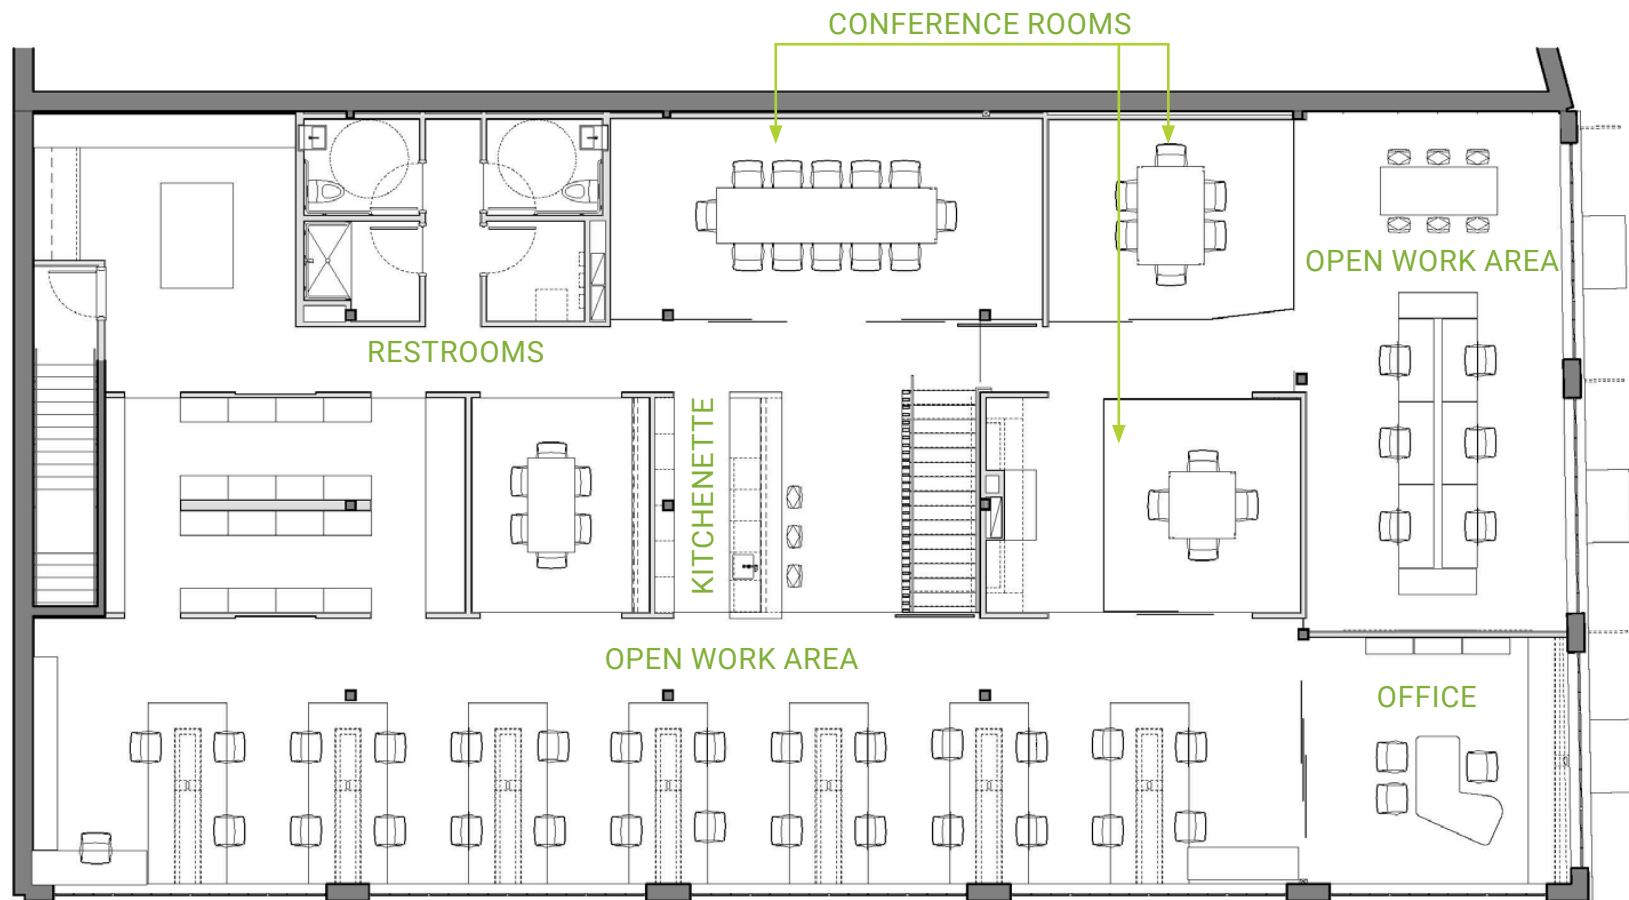 CONFERENCE ROOMS
OPEN WORK AREA
RESTROOMS
KITCHENETTE
OPEN WORK AREA
OFFICE